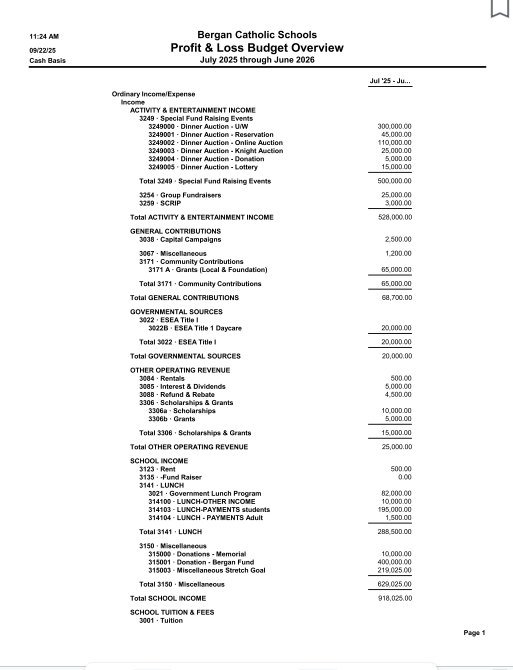 11:24 AM
Bergan Catholic Schools
09/22/25
Profit & Loss Budget Overview
Cash Basis
July 2025 through June 2026
Jul '25 - Ju...
Ordinary Income/Expense
Income
ACTIVITY & ENTERTAINMENT INCOME
3249 · Special Fund Raising Events
3249000 · Dinner Auction - U/W 300,000.00
3249001 · Dinner Auction - Reservation 45,000.00
3249002 · Dinner Auction - Online Auction 110,000.00
3249003 · Dinner Auction - Knight Auction 25,000.00
3249004 · Dinner Auction - Donation 5,000.00
3249005 · Dinner Auction - Lottery 15,000.00
Total 3249 · Special Fund Raising Events 500,000.00
3254 · Group Fundraisers 25,000.00
3259 · SCRIP 3,000.00
Total ACTIVITY & ENTERTAINMENT INCOME 528,000.00
GENERAL CONTRIBUTIONS
3038 · Capital Campaigns 2,500.00
3067 · Miscellaneous 1,200.00
3171 · Community Contributions
3171 A · Grants (Local & Foundation) 65,000.00
Total 3171 · Community Contributions 65,000.00
Total GENERAL CONTRIBUTIONS 68,700.00
GOVERNMENTAL SOURCES
3022 · ESEA Title I
3022B · ESEA Title 1 Daycare 20,000.00
Total 3022 · ESEA Title I 20,000.00
Total GOVERNMENTAL SOURCES 20,000.00
OTHER OPERATING REVENUE
3084 · Rentals 500.00
3085 · Interest & Dividends 5,000.00
3088 · Refund & Rebate 4,500.00
3306 · Scholarships & Grants
3306a · Scholarships 10,000.00
3306b · Grants 5,000.00
Total 3306 · Scholarships & Grants 15,000.00
Total OTHER OPERATING REVENUE 25,000.00
SCHOOL INCOME
3123 · Rent 500.00
3135 · -Fund Raiser 0.00
3141 · LUNCH
3021 · Government Lunch Program 82,000.00
314100 · LUNCH-OTHER INCOME 10,000.00
314103 · LUNCH-PAYMENTS students 195,000.00
314104 · LUNCH - PAYMENTS Adult 1,500.00
Total 3141 · LUNCH 288,500.00
3150 · Miscellaneous
315000 · Donations - Memorial 10,000.00
315001 · Donation - Bergan Fund 400,000.00
315003 · Miscellaneous Stretch Goal 219,025.00
Total 3150 · Miscellaneous 629,025.00
Total SCHOOL INCOME 918,025.00
SCHOOL TUITION & FEES
3001 · Tuition
Page 1